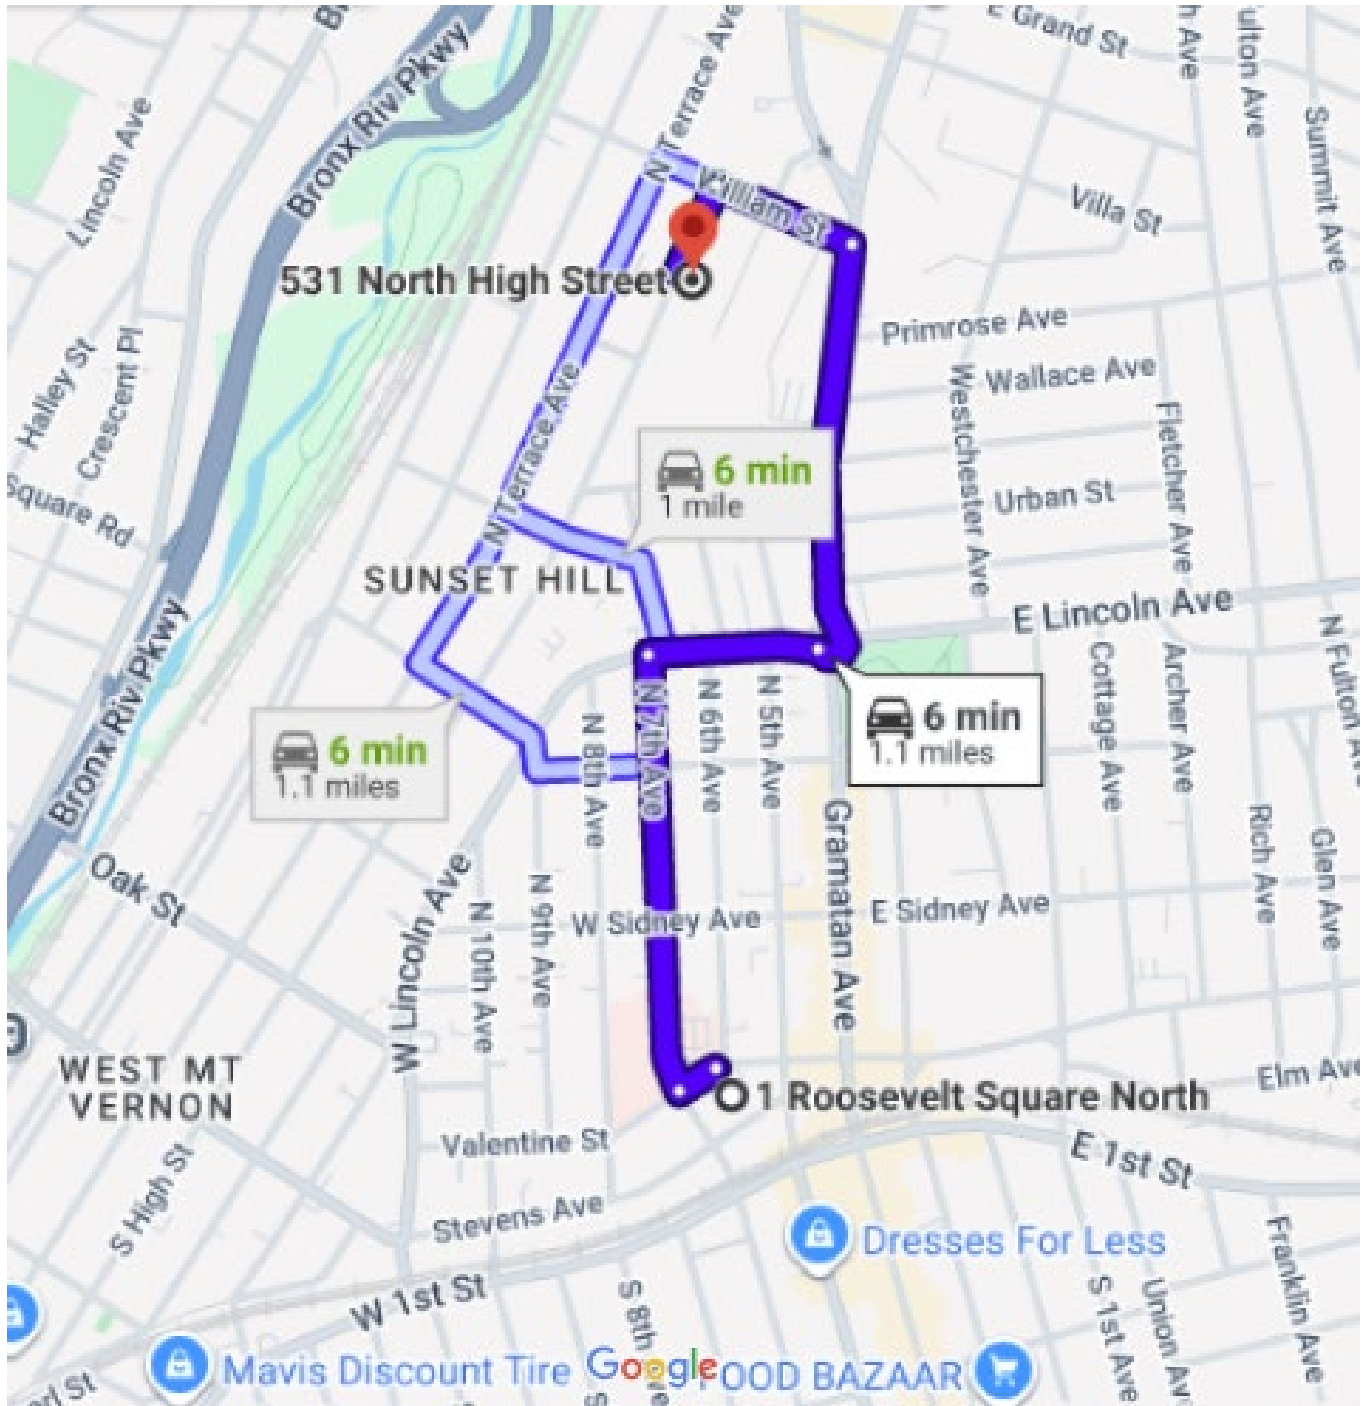 E Grand St
N Terrace Ave
Bronx Riv Pkwy
Lincoln Ave
Summit Ave
William St
Villa St
531 North High Street
Primrose Ave
Wallace Ave
Westchester Ave
Fletcher Ave
Halley St
Crescent Pl
N Terrace Ave
6 min
1 mile
Urban St
Square Rd
SUNSET HILL
E Lincoln Ave
N Fulton Ave
Cottage Ave
Archer Ave
Bronx Riv Pkwy
N 7th Ave
N 6th Ave
N 5th Ave
6 min
1.1 miles
6 min
1.1 miles
N 8th Ave
Gramatan Ave
Rich Ave
Glen Ave
Oak St
W Lincoln Ave
N 10th Ave
N 9th Ave
W Sidney Ave
E Sidney Ave
WEST MT
VERNON
Elm Ave
1 Roosevelt Square North
Valentine St
E 1st St
S High St
Stevens Ave
Dresses For Less
W 1st St
S 8th
Franklin Ave
S 1st Ave
Union Av
Mavis Discount Tire
Google
OOD BAZAAR